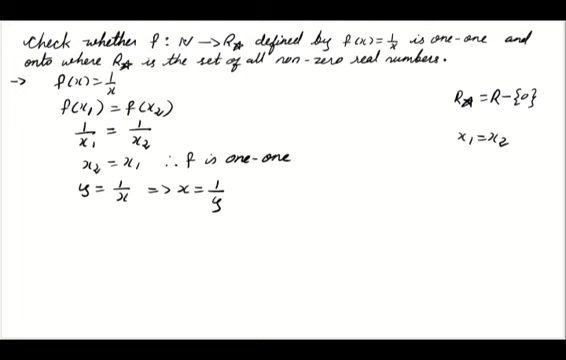 Check whether f : N → R★ defined by f(x) = 1/x is one-one and
onto where R★ is the set of all non-zero real numbers.
→ f(x) = 1/x
f(x₁) = f(x₂)
1/x₁ = 1/x₂
x₂ = x₁ ∴ f is one-one
y = 1/x => x = 1/y
R★ = R - {0}
x₁ = x₂